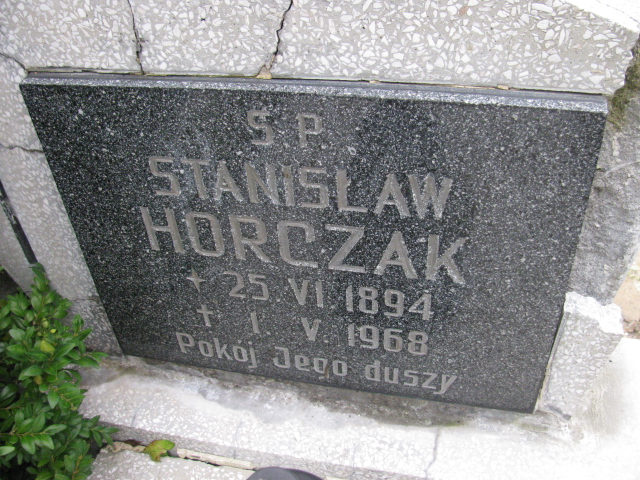 Ś.P.
STANISŁAW
HORCZAK
* 25. VI. 1894
† 1. V. 1968
Pokój Jego duszy